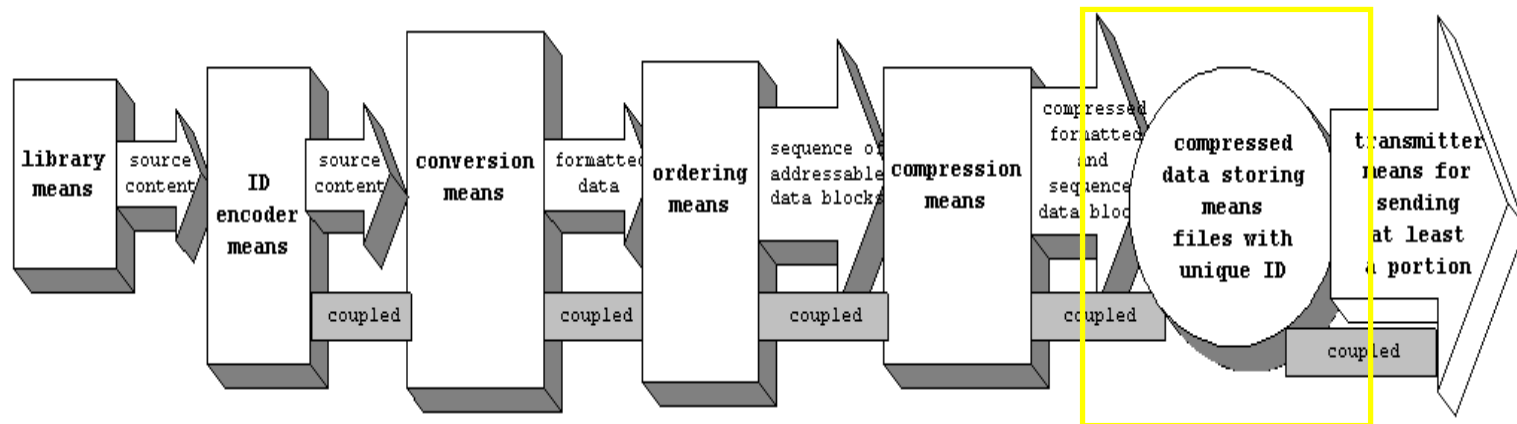 library
means
source
content
ID
encoder
means
source
content
coupled
conversion
means
formatted
data
coupled
ordering
means
sequence of
addressable
data blocks
coupled
compression
means
compressed
formatted
and
sequence
data bloc
coupled
compressed
data storing
means
files with
unique ID
transmitter
means for
sending
at least
a portion
coupled